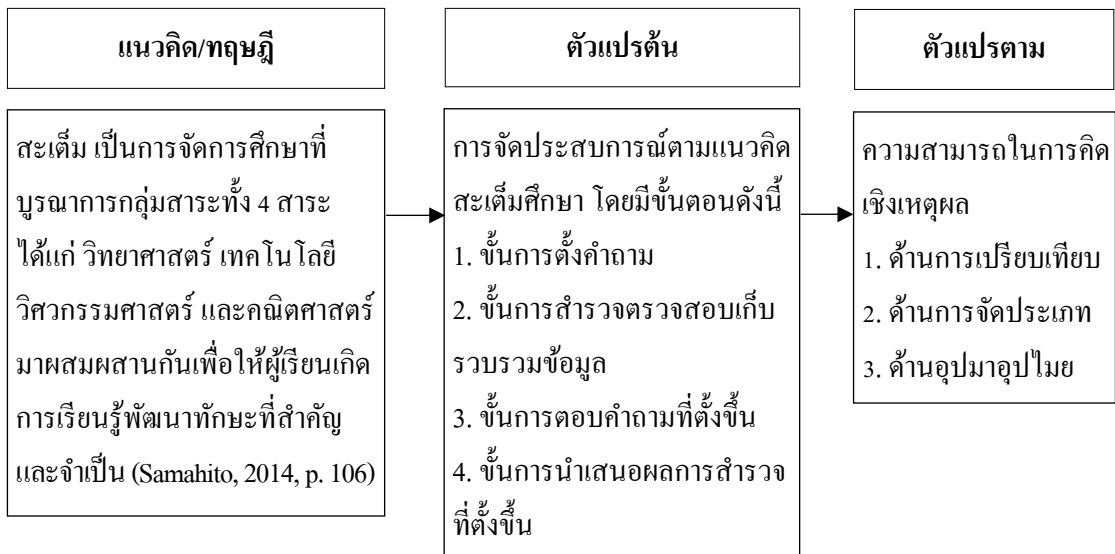 แนวคิด/ทฤษฎี
สะเต็ม เป็นการจัดการศึกษาที่
บูรณาการกลุ่มสาระทั้ง 4 สาระ
ได้แก่ วิทยาศาสตร์ เทคโนโลยี
วิศวกรรมศาสตร์ และคณิตศาสตร์
มาผสมผสานกันเพื่อให้ผู้เรียนเกิด
การเรียนรู้พัฒนาทักษะที่สำคัญ
และจำเป็น (Samahito, 2014, p. 106)
ตัวแปรต้น
การจัดประสบการณ์ตามแนวคิด
สะเต็มศึกษา โดยมีขั้นตอนดังนี้
1. ขั้นการตั้งคำถาม
2. ขั้นการสำรวจตรวจสอบเก็บ
รวบรวมข้อมูล
3. ขั้นการตอบคำถามที่ตั้งขึ้น
4. ขั้นการนำเสนอผลการสำรวจ
ที่ตั้งขึ้น
ตัวแปรตาม
ความสามารถในการคิด
เชิงเหตุผล
1. ด้านการเปรียบเทียบ
2. ด้านการจัดประเภท
3. ด้านอุปมาอุปไมย